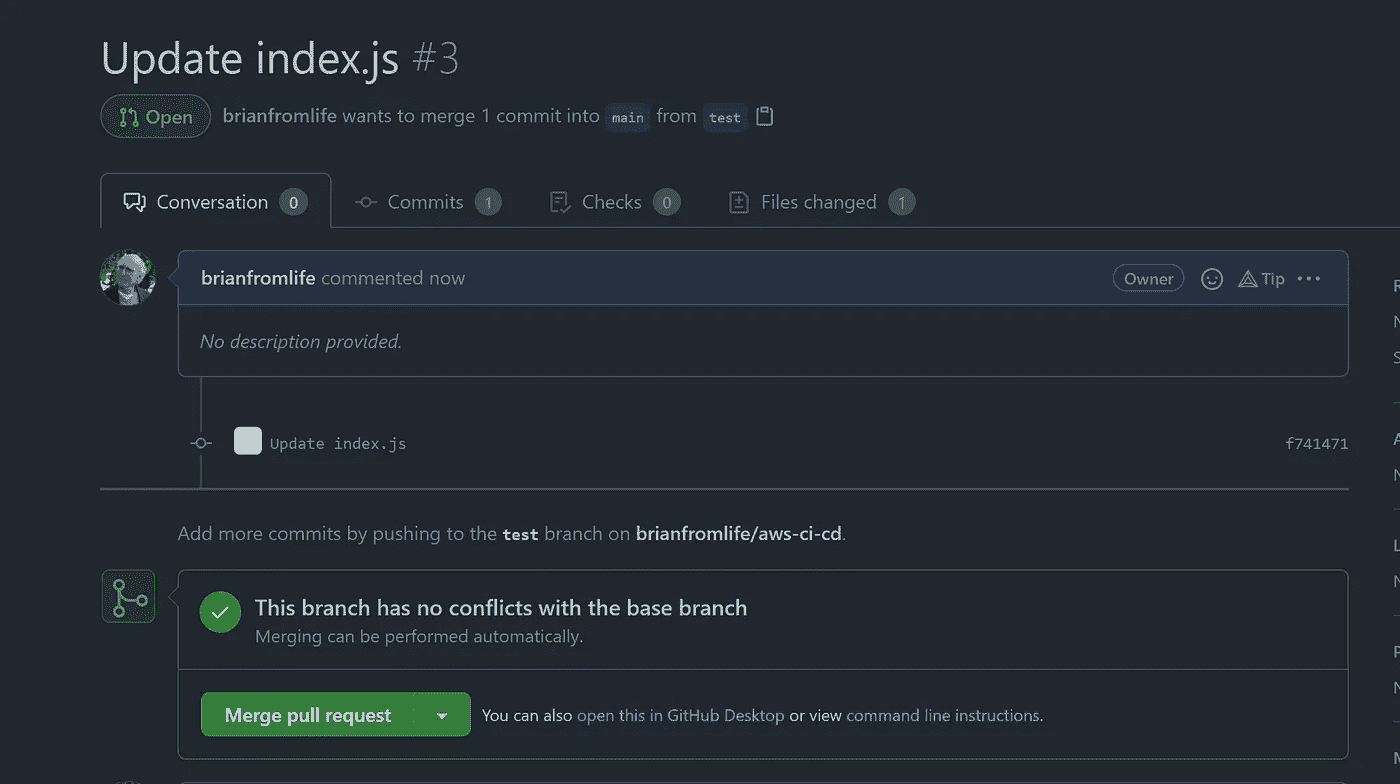 Update index.js #3
Open brianfromlife wants to merge 1 commit into main from test
Conversation 0 Commits 1 Checks 0 Files changed 1
brianfromlife commented now Owner Tip
No description provided.
Update index.js f741471
Add more commits by pushing to the test branch on brianfromlife/aws-ci-cd.
This branch has no conflicts with the base branch
Merging can be performed automatically.
Merge pull request You can also open this in GitHub Desktop or view command line instructions.